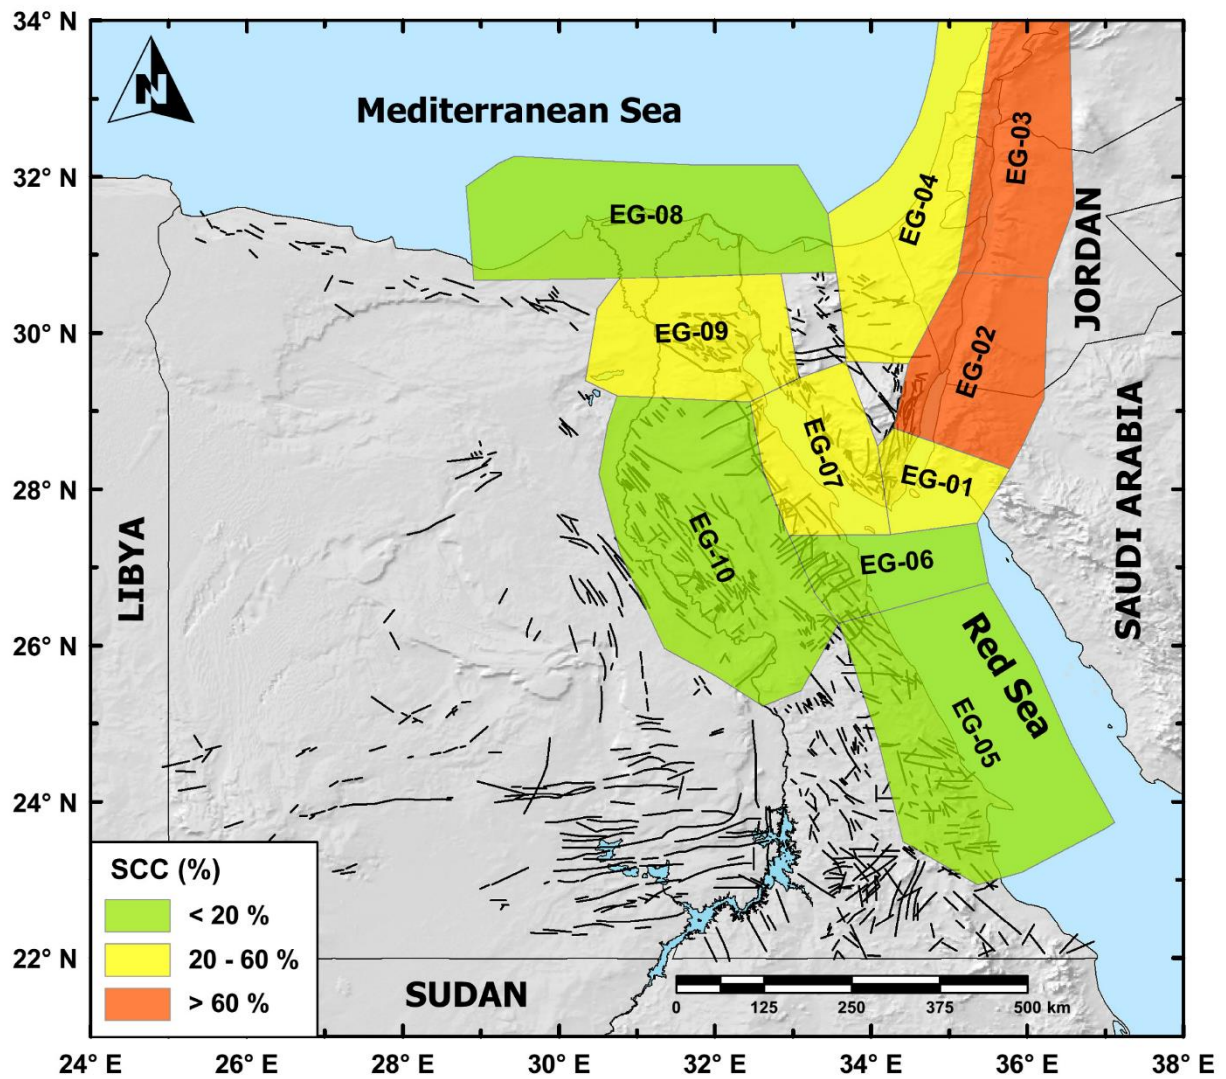 34° N
32° N
30° N
28° N
26° N
24° N
22° N
N
Mediterranean Sea
EG-03
EG-04
EG-08
JORDAN
EG-09
EG-02
EG-07
EG-01
SAUDI ARABIA
LIBYA
EG-10
EG-06
Red Sea
EG-05
SCC (%)
< 20 %
20 - 60 %
> 60 %
SUDAN
0 125 250 375 500 km
24° E 26° E 28° E 30° E 32° E 34° E 36° E 38° E